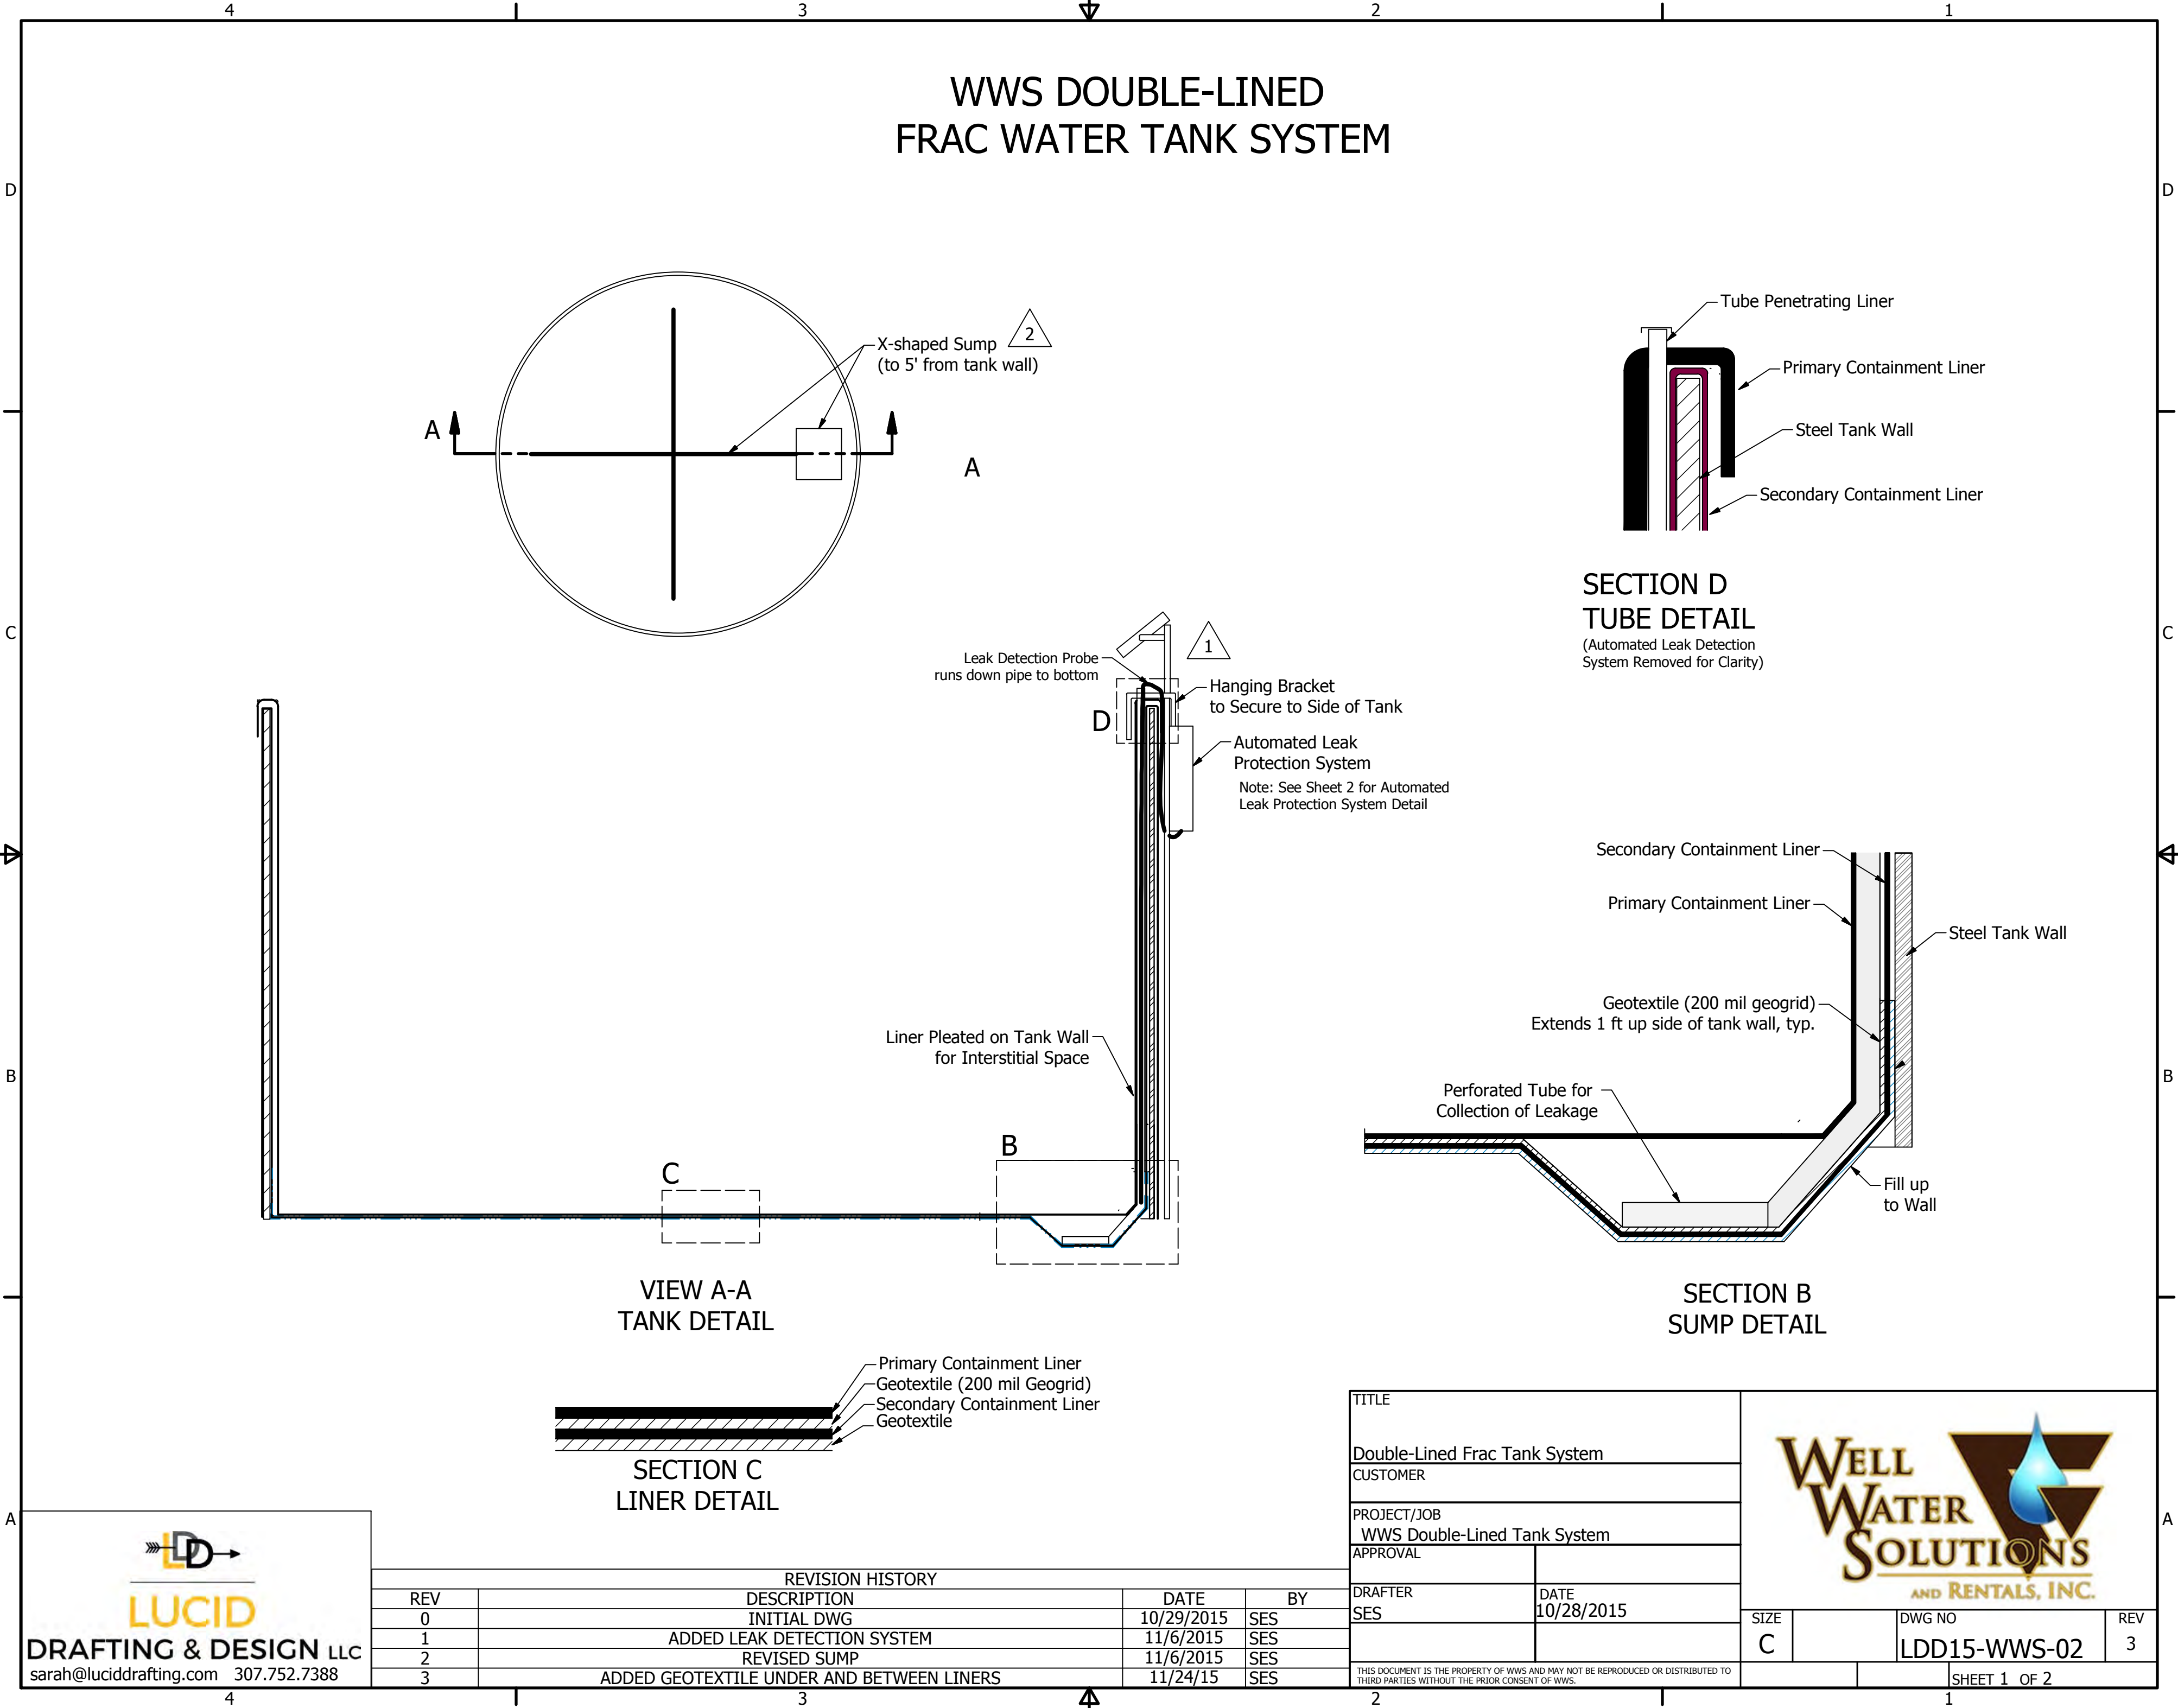 4 3 2 1
WWS DOUBLE-LINED
FRAC WATER TANK SYSTEM
D D
X-shaped Sump
(to 5' from tank wall)
2
A
A
Tube Penetrating Liner
Primary Containment Liner
Steel Tank Wall
Secondary Containment Liner
SECTION D
TUBE DETAIL
(Automated Leak Detection
System Removed for Clarity)
C C
1
Leak Detection Probe
runs down pipe to bottom
D
Hanging Bracket
to Secure to Side of Tank
Automated Leak
Protection System
Note: See Sheet 2 for Automated
Leak Protection System Detail
Liner Pleated on Tank Wall
for Interstitial Space
B B
B
C
VIEW A-A
TANK DETAIL
Secondary Containment Liner
Primary Containment Liner
Steel Tank Wall
Geotextile (200 mil geogrid)
Extends 1 ft up side of tank wall, typ.
Perforated Tube for
Collection of Leakage
Fill up
to Wall
SECTION B
SUMP DETAIL
Primary Containment Liner
Geotextile (200 mil Geogrid)
Secondary Containment Liner
Geotextile
SECTION C
LINER DETAIL
A A
LDD
LUCID
DRAFTING & DESIGN LLC
sarah@luciddrafting.com 307.752.7388
REVISION HISTORY
REV DESCRIPTION DATE BY
0 INITIAL DWG 10/29/2015 SES
1 ADDED LEAK DETECTION SYSTEM 11/6/2015 SES
2 REVISED SUMP 11/6/2015 SES
3 ADDED GEOTEXTILE UNDER AND BETWEEN LINERS 11/24/15 SES
TITLE
Double-Lined Frac Tank System
CUSTOMER
PROJECT/JOB
WWS Double-Lined Tank System
APPROVAL
DRAFTER DATE
SES 10/28/2015
THIS DOCUMENT IS THE PROPERTY OF WWS AND MAY NOT BE REPRODUCED OR DISTRIBUTED TO
THIRD PARTIES WITHOUT THE PRIOR CONSENT OF WWS.
WELL
WATER
SOLUTIONS
AND RENTALS, INC.
SIZE DWG NO REV
C LDD15-WWS-02 3
SHEET 1 OF 2
4 3 2 1